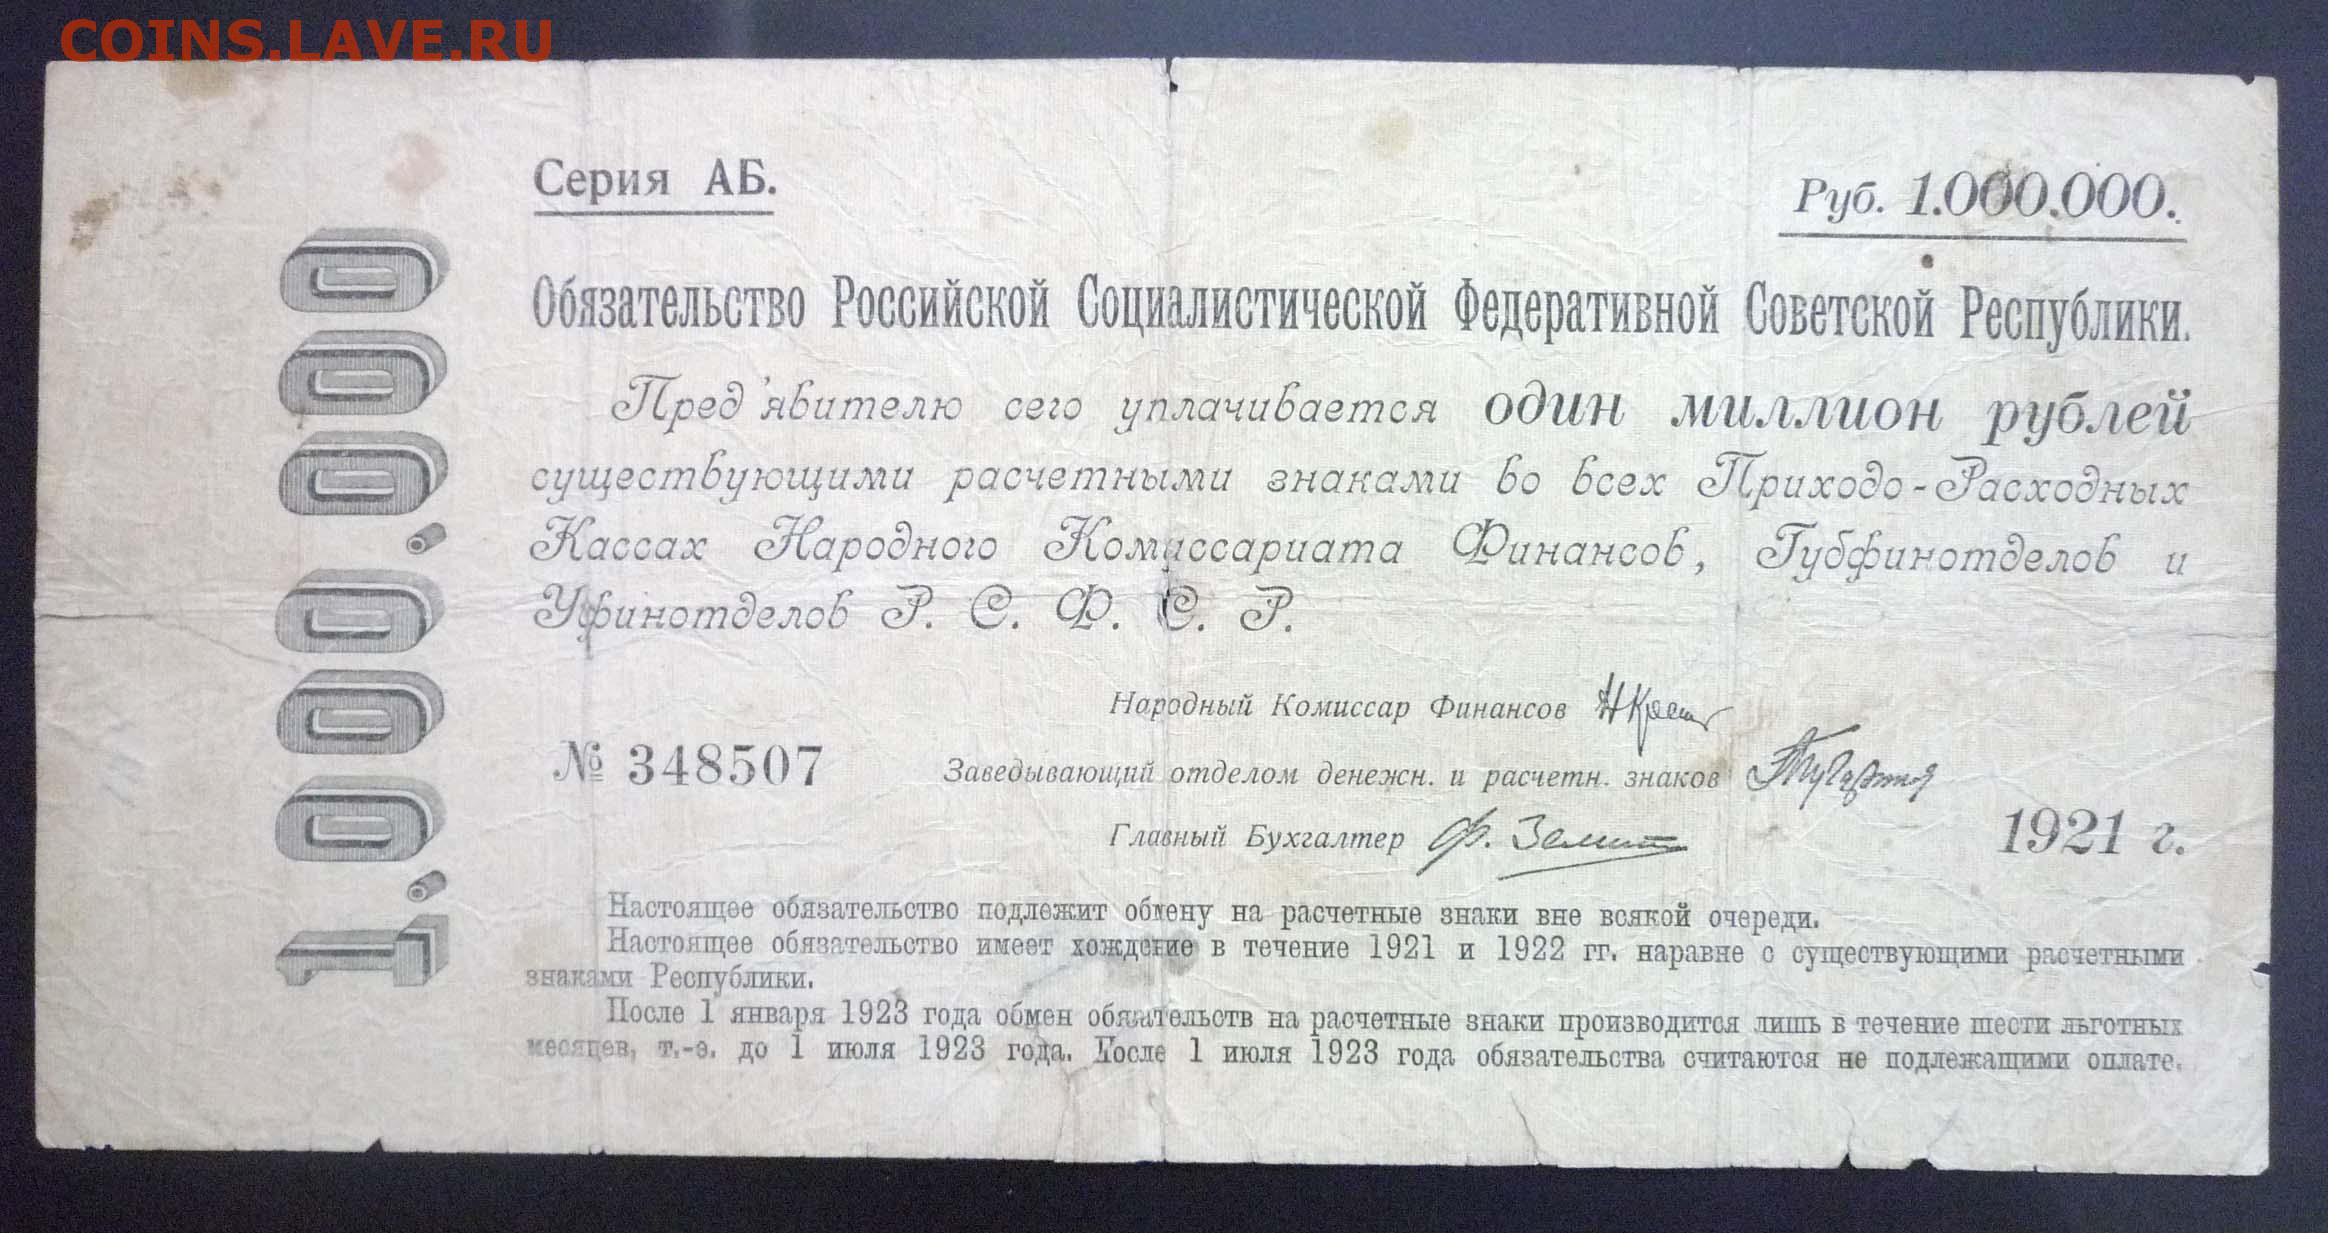 COINS.LAVE.RU
Серия АБ.
Руб. 1.000.000.
1.000.000
Обязательство Российской Социалистической Федеративной Советской Республики.
Пред'явителю сего уплачивается один миллион рублей
существующими расчетными знаками во всех Приходо-Расходных
Кассах Народного Комиссариата Финансов, Губфинотделов и
Уфинотделов Р. С. Ф. С. Р.
Народный Комиссар Финансов
№ 348507
Заведывающий отделом денежн. и расчетн. знаков
Главный Бухгалтер
1921 г.
Настоящее обязательство подлежит обмену на расчетные знаки вне всякой очереди.
Настоящее обязательство имеет хождение в течение 1921 и 1922 гг. наравне с существующими расчетными
знаками Республики.
После 1 января 1923 года обмен обязательств на расчетные знаки производится лишь в течение шести льготных
месяцев, т.-е. до 1 июля 1923 года. После 1 июля 1923 года обязательства считаются не подлежащими оплате.